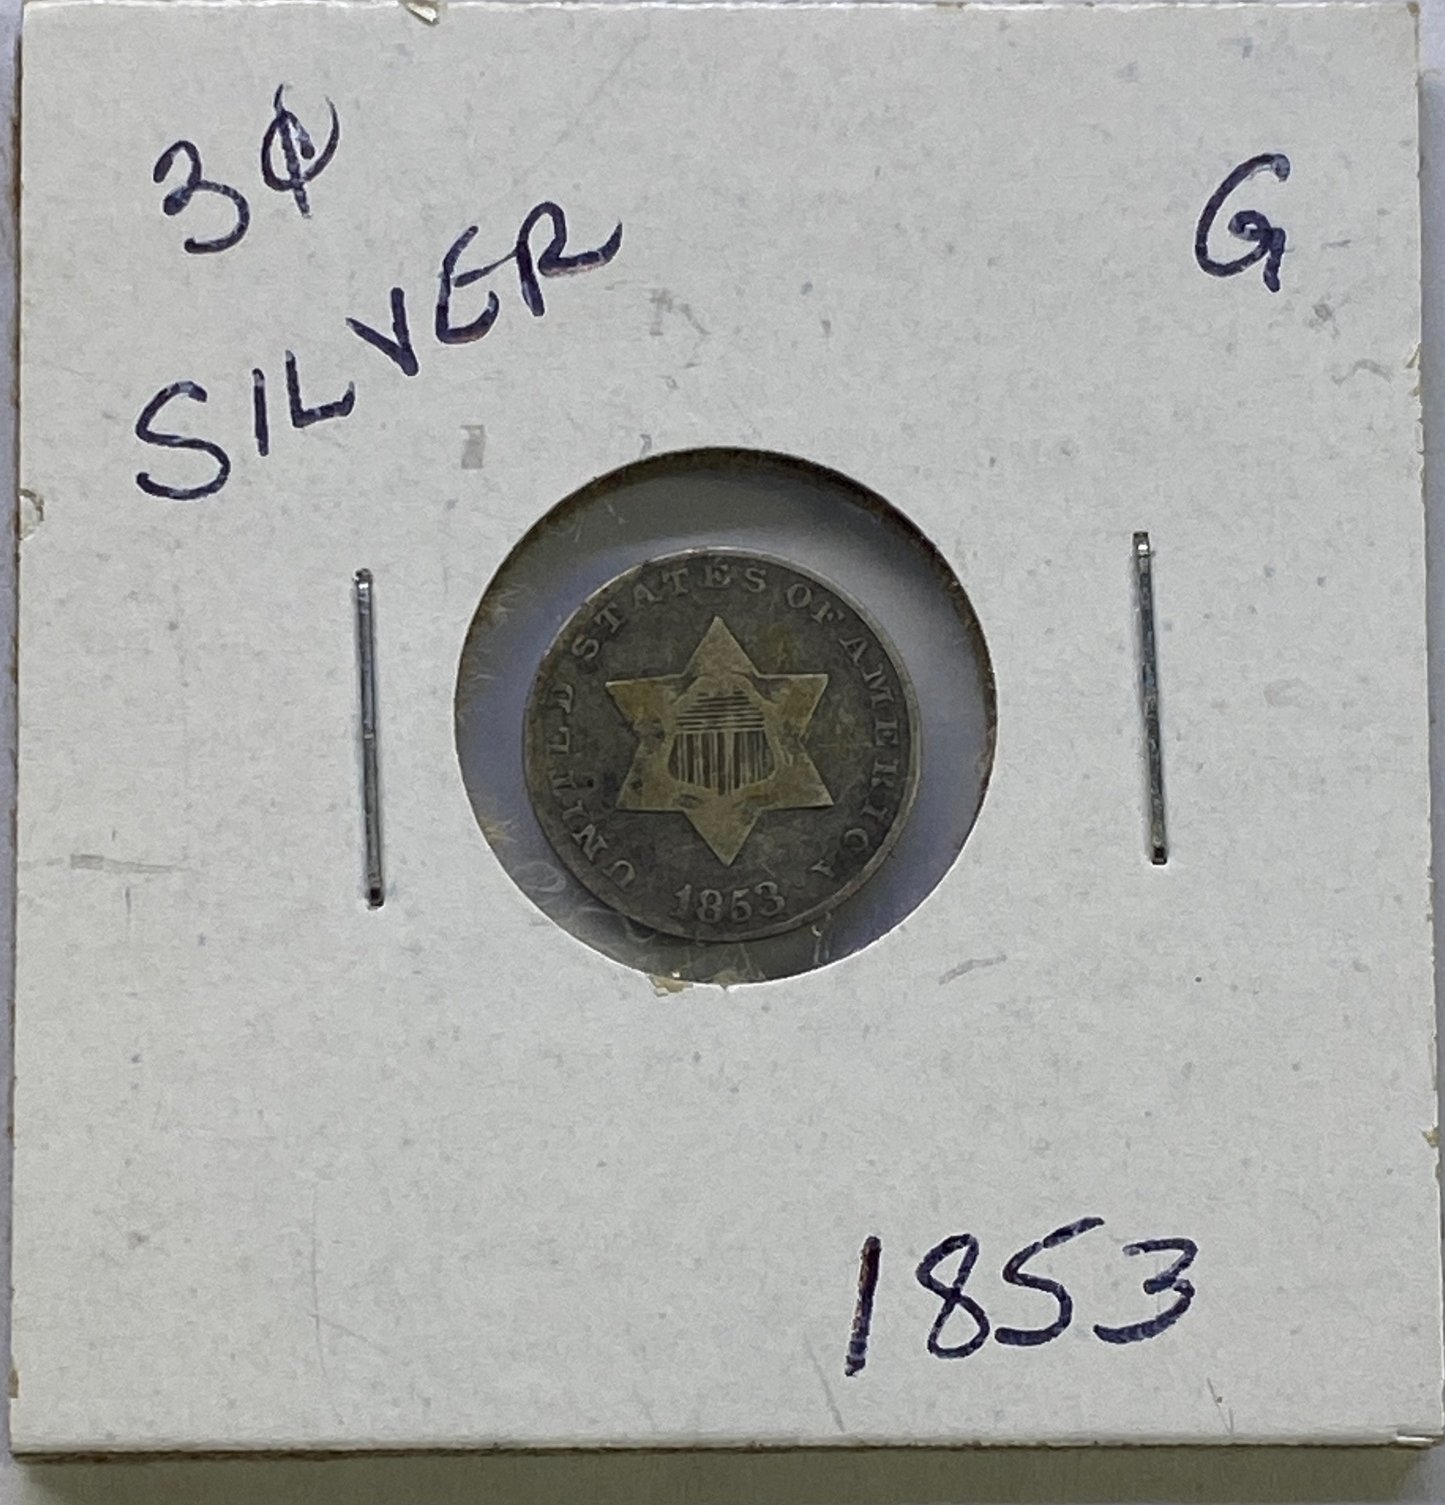 3¢
SILVER
G
UNITED STATES OF AMERICA
1853
1853